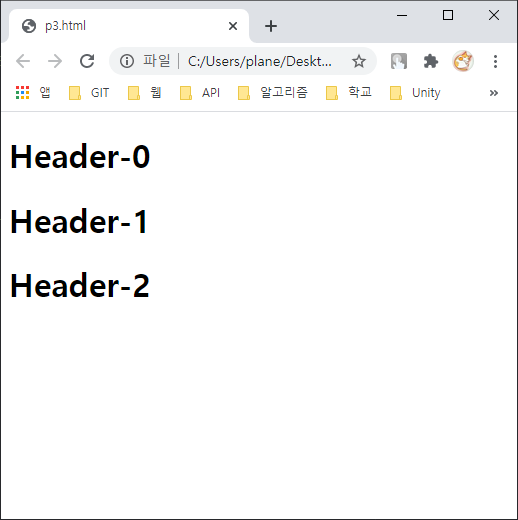 p3.html
파일 C:/Users/plane/Deskt...
앱 GIT 웹 API 알고리즘 학교 Unity
Header-0
Header-1
Header-2